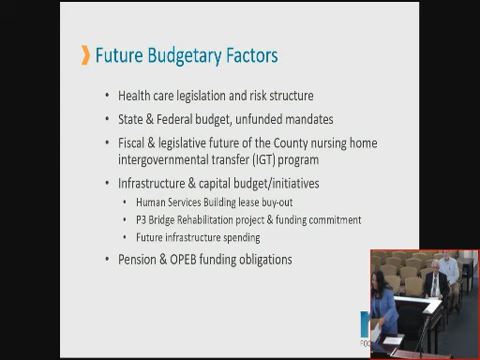 Future Budgetary Factors
• Health care legislation and risk structure
• State & Federal budget, unfunded mandates
• Fiscal & legislative future of the County nursing home
intergovernmental transfer (IGT) program
• Infrastructure & capital budget/initiatives
• Human Services Building lease buy-out
• P3 Bridge Rehabilitation project & funding commitment
• Future infrastructure spending
• Pension & OPEB funding obligations